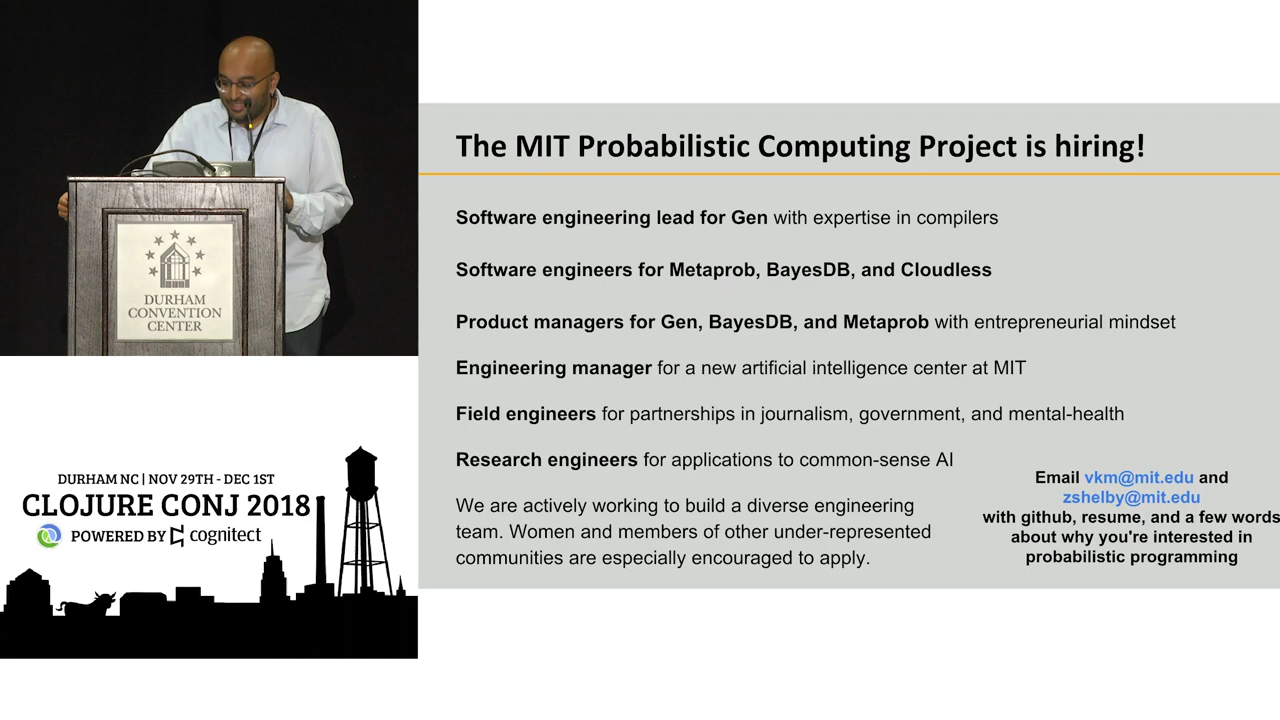 The MIT Probabilistic Computing Project is hiring!
Software engineering lead for Gen with expertise in compilers
Software engineers for Metaprob, BayesDB, and Cloudless
Product managers for Gen, BayesDB, and Metaprob with entrepreneurial mindset
Engineering manager for a new artificial intelligence center at MIT
Field engineers for partnerships in journalism, government, and mental-health
Research engineers for applications to common-sense AI
We are actively working to build a diverse engineering
team. Women and members of other under-represented
communities are especially encouraged to apply.
Email vkm@mit.edu and
zshelby@mit.edu
with github, resume, and a few words
about why you're interested in
probabilistic programming
DURHAM
CONVENTION
CENTER
DURHAM NC | NOV 29TH - DEC 1ST
CLOJURE CONJ 2018
POWERED BY cognitect